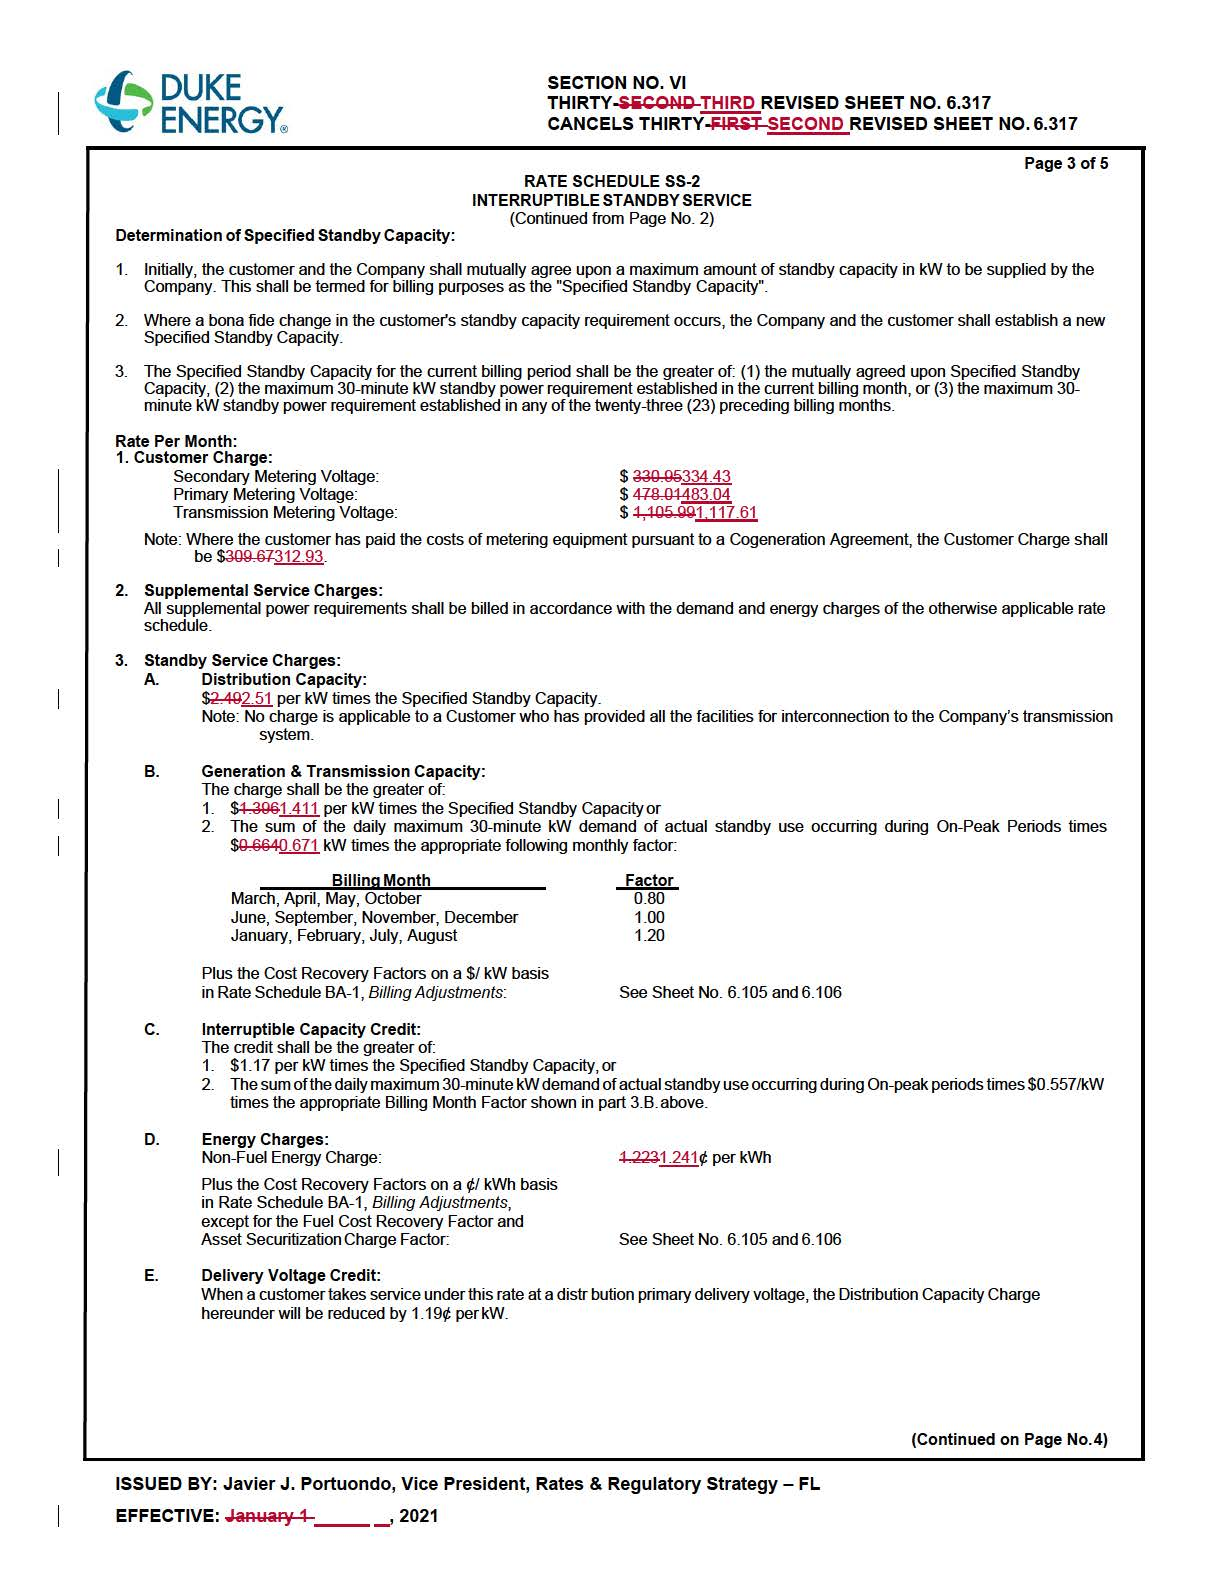 DUKE
ENERGY®
SECTION NO. VI
THIRTY-SECOND THIRD REVISED SHEET NO. 6.317
CANCELS THIRTY-FIRST SECOND REVISED SHEET NO. 6.317
Page 3 of 5
RATE SCHEDULE SS-2
INTERRUPTIBLE STANDBY SERVICE
(Continued from Page No. 2)
Determination of Specified Standby Capacity:
1. Initially, the customer and the Company shall mutually agree upon a maximum amount of standby capacity in kW to be supplied by the
Company. This shall be termed for billing purposes as the "Specified Standby Capacity".
2. Where a bona fide change in the customer's standby capacity requirement occurs, the Company and the customer shall establish a new
Specified Standby Capacity.
3. The Specified Standby Capacity for the current billing period shall be the greater of: (1) the mutually agreed upon Specified Standby
Capacity, (2) the maximum 30-minute kW standby power requirement established in the current billing month, or (3) the maximum 30-
minute kW standby power requirement established in any of the twenty-three (23) preceding billing months.
Rate Per Month:
1. Customer Charge:
Secondary Metering Voltage: $ 330.95334.43
Primary Metering Voltage: $ 478.01483.04
Transmission Metering Voltage: $ 1,105.991,117.61
Note: Where the customer has paid the costs of metering equipment pursuant to a Cogeneration Agreement, the Customer Charge shall
be $309.67312.93.
2. Supplemental Service Charges:
All supplemental power requirements shall be billed in accordance with the demand and energy charges of the otherwise applicable rate
schedule.
3. Standby Service Charges:
A. Distribution Capacity:
$2.492.51 per kW times the Specified Standby Capacity.
Note: No charge is applicable to a Customer who has provided all the facilities for interconnection to the Company's transmission
system.
B. Generation & Transmission Capacity:
The charge shall be the greater of:
1. $1.3961.411 per kW times the Specified Standby Capacity or
2. The sum of the daily maximum 30-minute kW demand of actual standby use occurring during On-Peak Periods times
$0.6640.671 kW times the appropriate following monthly factor:
Billing Month Factor
March, April, May, October 0.80
June, September, November, December 1.00
January, February, July, August 1.20
Plus the Cost Recovery Factors on a $/ kW basis
in Rate Schedule BA-1, Billing Adjustments: See Sheet No. 6.105 and 6.106
C. Interruptible Capacity Credit:
The credit shall be the greater of:
1. $1.17 per kW times the Specified Standby Capacity, or
2. The sum of the daily maximum 30-minute kW demand of actual standby use occurring during On-peak periods times $0.557/kW
times the appropriate Billing Month Factor shown in part 3.B. above.
D. Energy Charges:
Non-Fuel Energy Charge: 1.2231.241¢ per kWh
Plus the Cost Recovery Factors on a ¢/ kWh basis
in Rate Schedule BA-1, Billing Adjustments,
except for the Fuel Cost Recovery Factor and
Asset Securitization Charge Factor: See Sheet No. 6.105 and 6.106
E. Delivery Voltage Credit:
When a customer takes service under this rate at a distr bution primary delivery voltage, the Distribution Capacity Charge
hereunder will be reduced by 1.19¢ per kW.
(Continued on Page No. 4)
ISSUED BY: Javier J. Portuondo, Vice President, Rates & Regulatory Strategy – FL
EFFECTIVE: January 1 ______ __, 2021